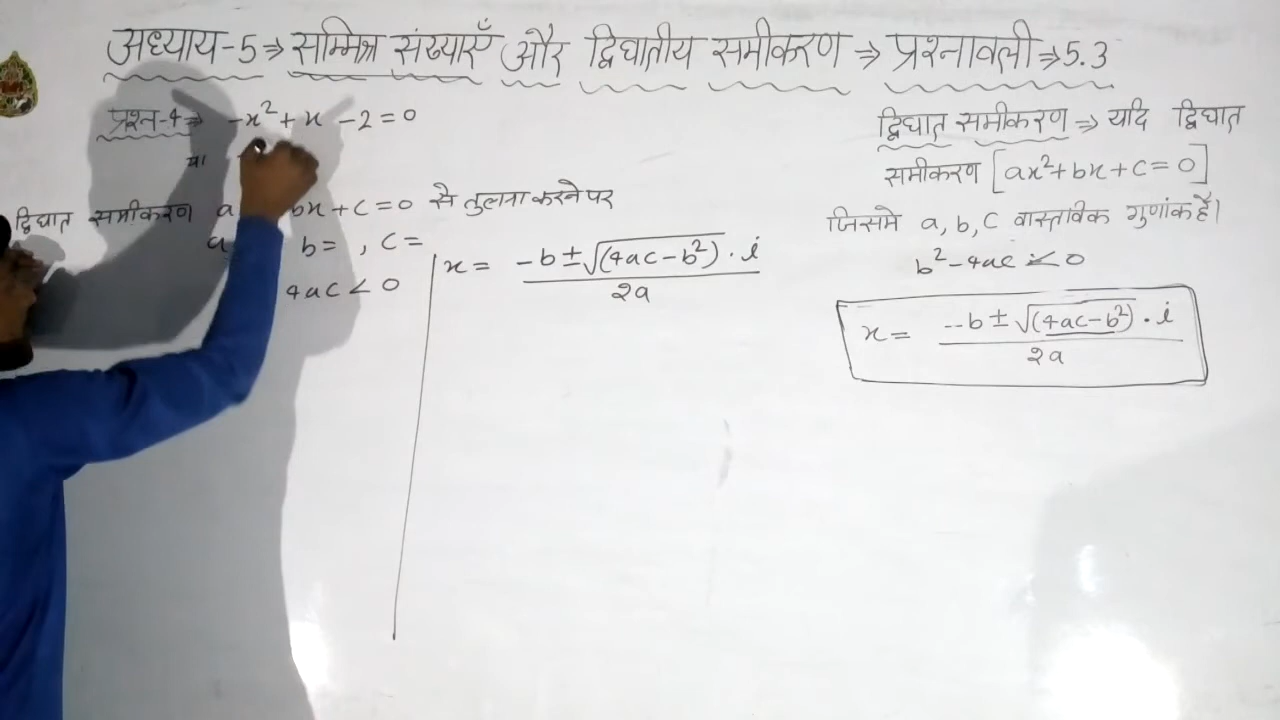 अध्याय-5⇒ सम्मिश्र संख्याएँ और द्विघातीय समीकरण ⇒ प्रश्नावली⇒5.3
प्रश्न-4⇒ -x²+x-2=0
या
द्विघात समीकरण a bx+c=0 से तुलना करने पर
a b= , c=
4ac<0
x= -b±√(4ac-b²).i
2a
द्विघात समीकरण ⇒ यदि द्विघात
समीकरण [ax²+bx+c=0]
जिसमे a,b,c वास्तविक गुणांक है।
b²-4ac<0
x= --b±√(4ac-b²).i
2a